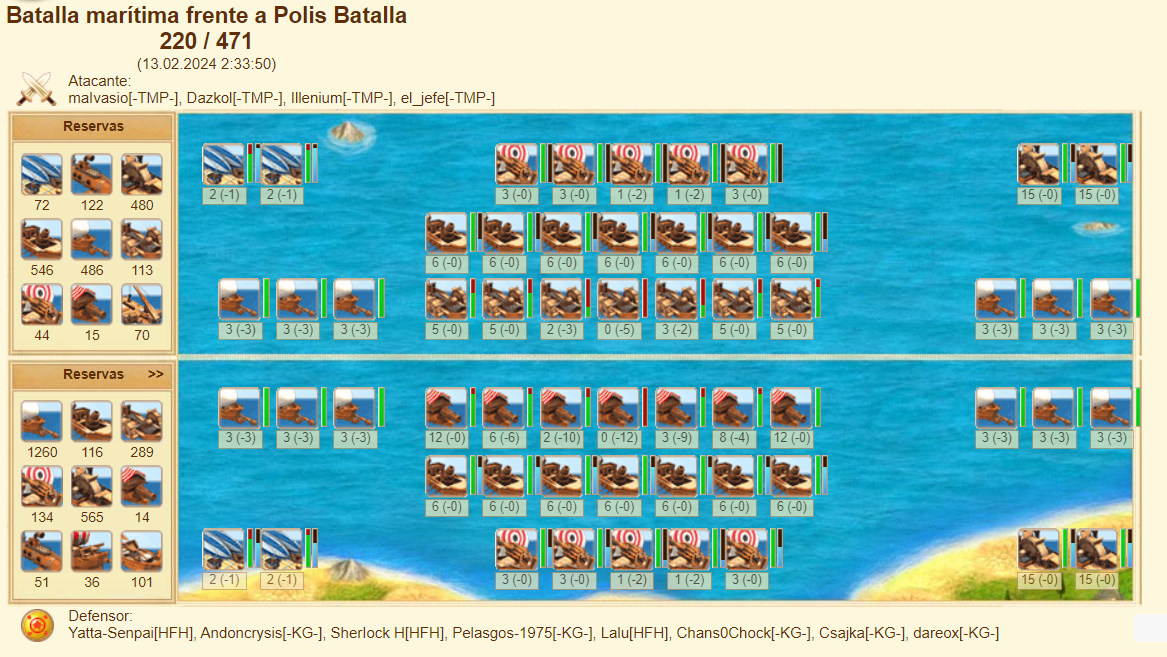 Batalla marítima frente a Polis Batalla
220 / 471
(13.02.2024 2:33:50)
Atacante:
malvasio[-TMP-], Dazkol[-TMP-], Illenium[-TMP-], el_jefe[-TMP-]
Reservas
72 122 480
546 486 113
44 15 70
2 (-1) 2 (-1) 3 (-0) 3 (-0) 1 (-2) 1 (-2) 3 (-0) 15 (-0) 15 (-0)
6 (-0) 6 (-0) 6 (-0) 6 (-0) 6 (-0) 6 (-0) 6 (-0)
3 (-3) 3 (-3) 3 (-3) 5 (-0) 5 (-0) 2 (-3) 0 (-5) 3 (-2) 5 (-0) 5 (-0) 3 (-3) 3 (-3) 3 (-3)
Reservas >>
1260 116 289
134 565 14
51 36 101
3 (-3) 3 (-3) 3 (-3) 12 (-0) 6 (-6) 2 (-10) 0 (-12) 3 (-9) 8 (-4) 12 (-0) 3 (-3) 3 (-3) 3 (-3)
6 (-0) 6 (-0) 6 (-0) 6 (-0) 6 (-0) 6 (-0) 6 (-0)
2 (-1) 2 (-1) 3 (-0) 3 (-0) 1 (-2) 1 (-2) 3 (-0) 15 (-0) 15 (-0)
Defensor:
Yatta-Senpai[HFH], Andoncrysis[-KG-], Sherlock H[HFH], Pelasgos-1975[-KG-], Lalu[HFH], Chans0Chock[-KG-], Csajka[-KG-], dareox[-KG-]